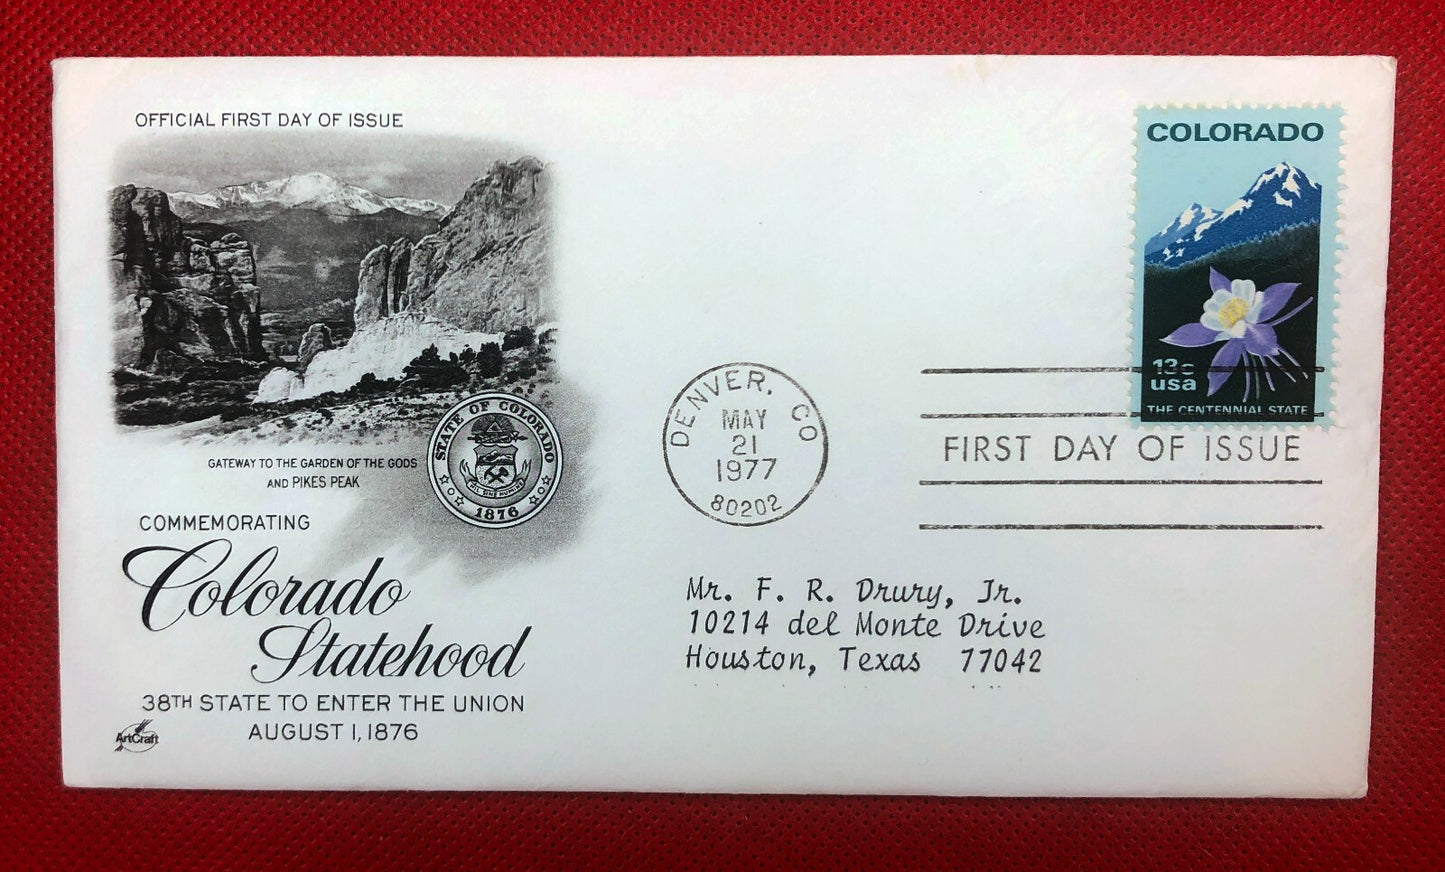 OFFICIAL FIRST DAY OF ISSUE
GATEWAY TO THE GARDEN OF THE GODS
AND PIKES PEAK
STATE OF COLORADO
1876
COMMEMORATING
Colorado
Statehood
38TH STATE TO ENTER THE UNION
AUGUST 1, 1876
ArtCraft
DENVER, CO
MAY
21
1977
80202
COLORADO
13c
usa
THE CENTENNIAL STATE
FIRST DAY OF ISSUE
Mr. F. R. Drury, Jr.
10214 del Monte Drive
Houston, Texas 77042